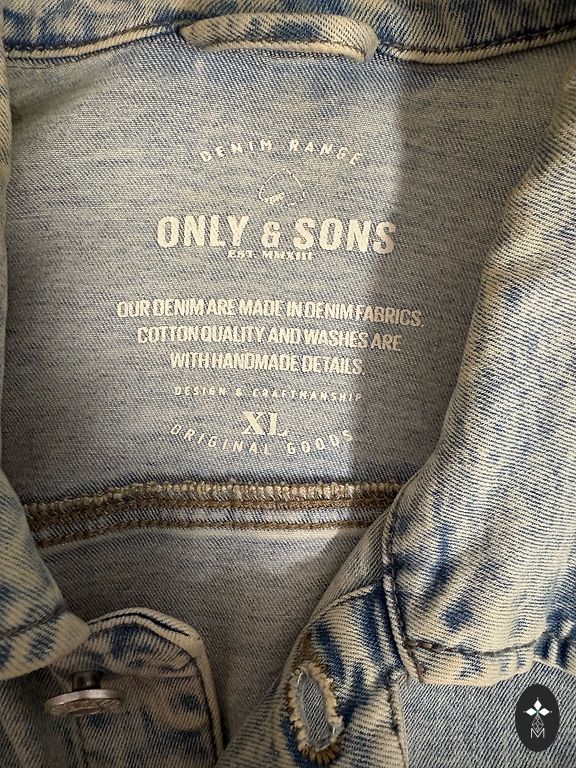 DENIM RANGE
ONLY & SONS
EST. MMXIII
OUR DENIM ARE MADE IN DENIM FABRICS.
COTTON QUALITY AND WASHES ARE
WITH HANDMADE DETAILS.
DESIGN & CRAFTMANSHIP
XL
ORIGINAL GOODS
M